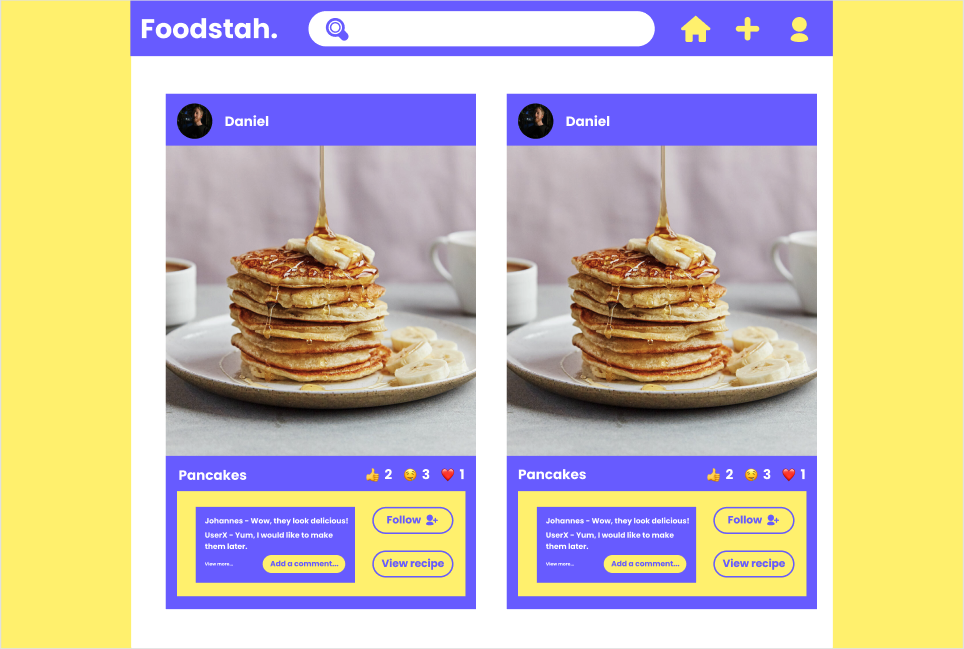 Foodstah.
Daniel
Pancakes
👍 2 😋 3 ❤️ 1
Johannes - Wow, they look delicious!
UserX - Yum, I would like to make
them later.
View more...
Add a comment...
Follow
View recipe
Daniel
Pancakes
👍 2 😋 3 ❤️ 1
Johannes - Wow, they look delicious!
UserX - Yum, I would like to make
them later.
View more...
Add a comment...
Follow
View recipe